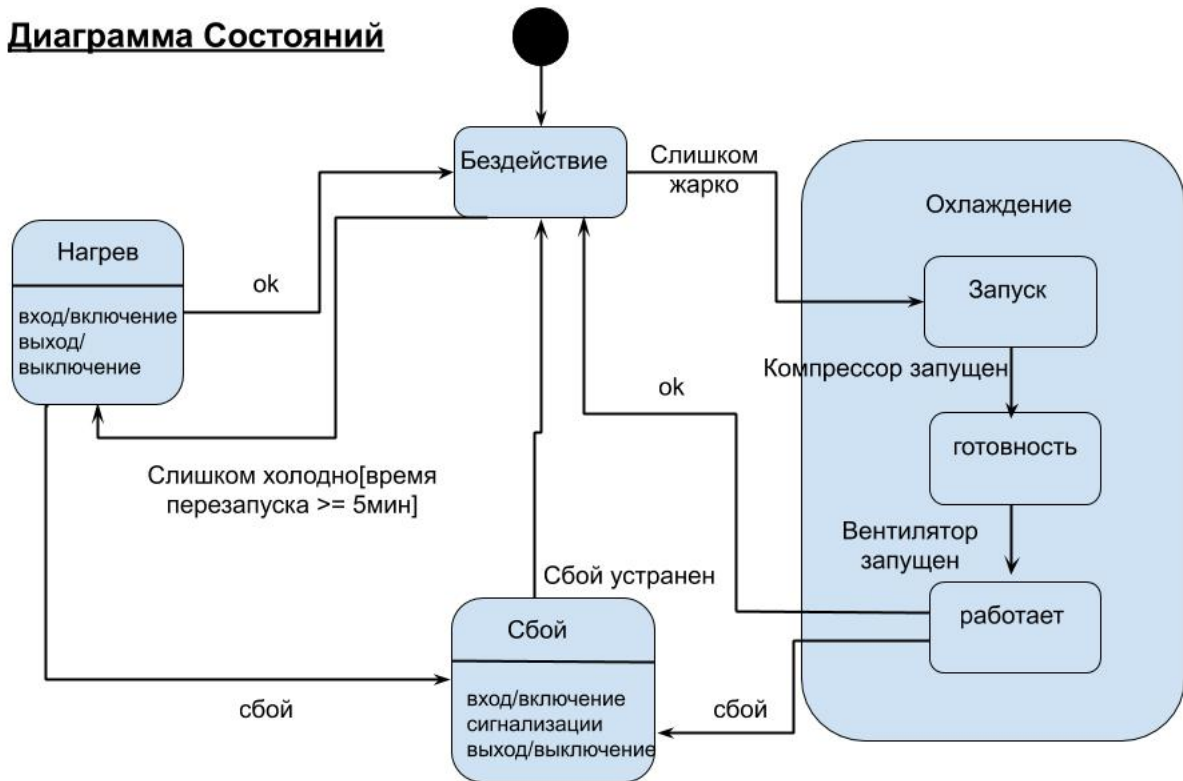 Диаграмма Состояний
Бездействие
Слишком
жарко
Охлаждение
Нагрев
вход/включение
выход/
выключение
ok
Запуск
Компрессор запущен
ok
готовность
Слишком холодно[время
перезапуска >= 5мин]
Вентилятор
запущен
Сбой устранен
работает
Сбой
вход/включение
сигнализации
выход/выключение
сбой
сбой